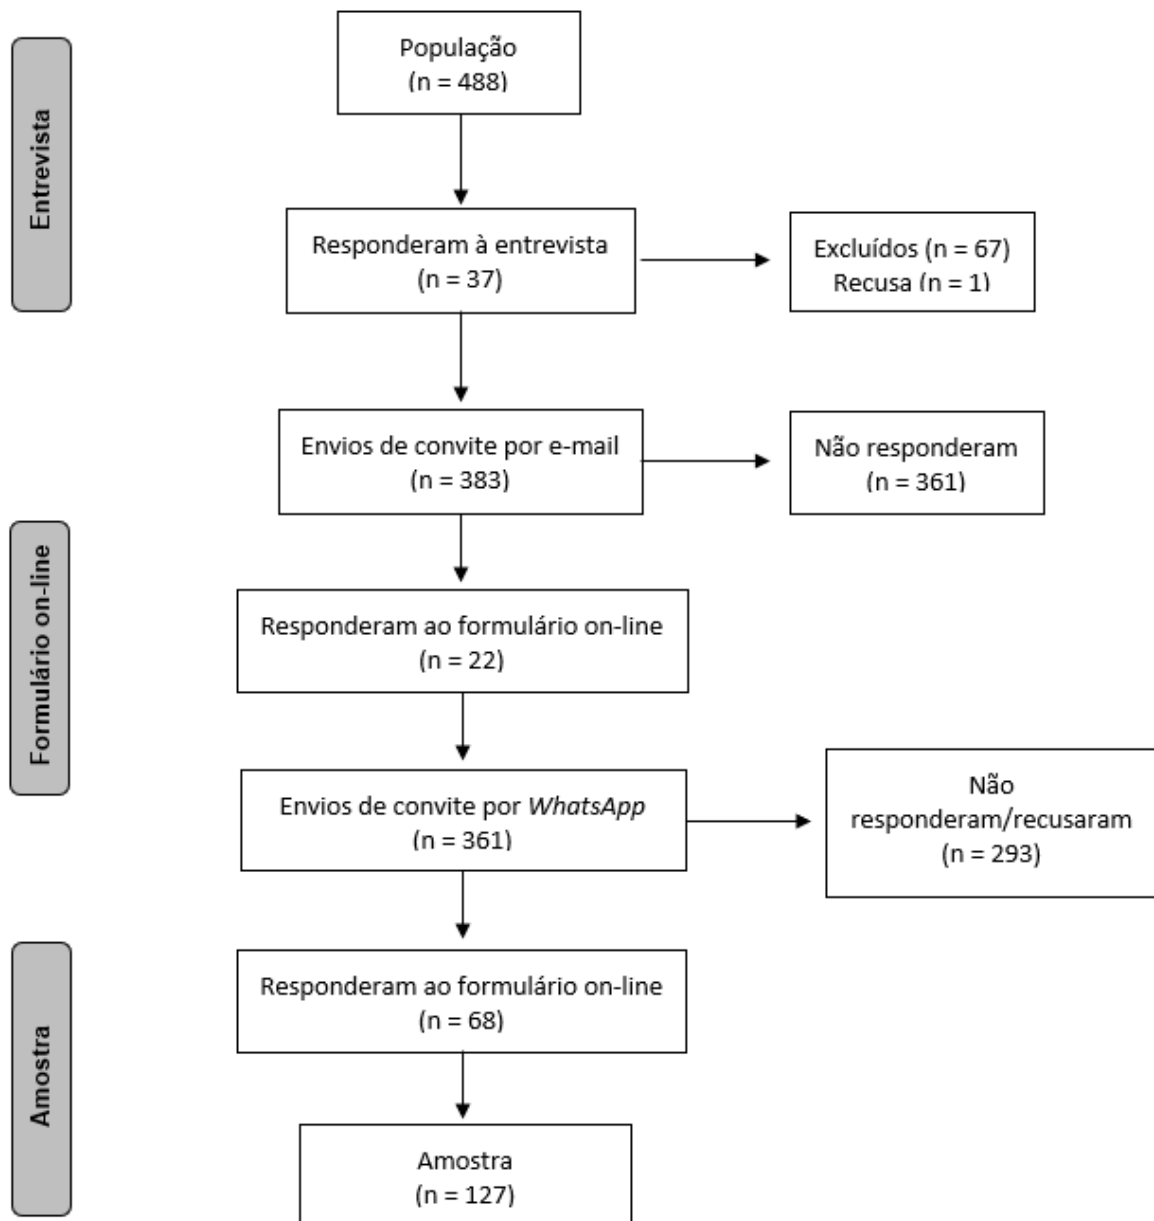 Entrevista
População
(n = 488)
Responderam à entrevista
(n = 37)
Excluídos (n = 67)
Recusa (n = 1)
Envios de convite por e-mail
(n = 383)
Não responderam
(n = 361)
Formulário on-line
Responderam ao formulário on-line
(n = 22)
Envios de convite por WhatsApp
(n = 361)
Não
responderam/recusaram
(n = 293)
Amostra
Responderam ao formulário on-line
(n = 68)
Amostra
(n = 127)